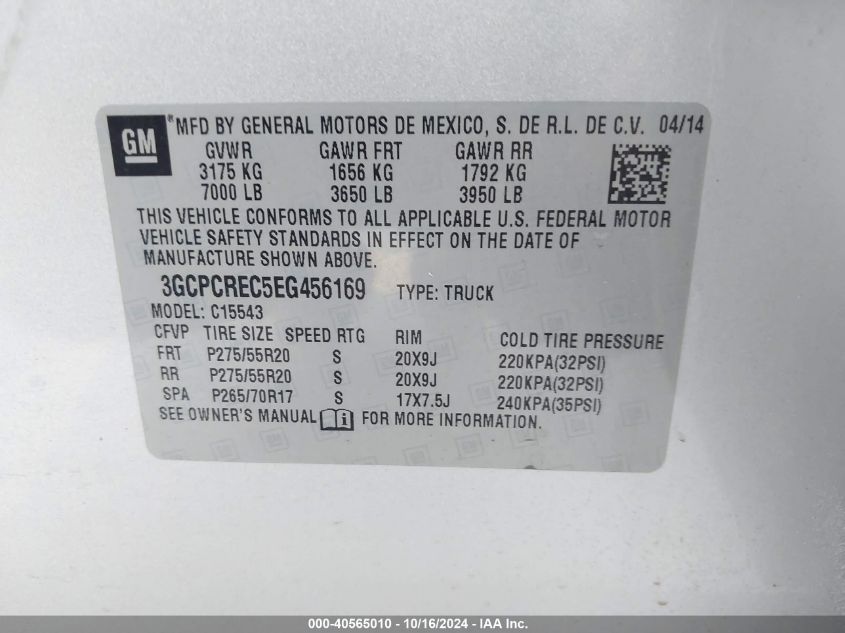 GM
®MFD BY GENERAL MOTORS DE MEXICO, S. DE R.L. DE C.V. 04/14
GVWR GAWR FRT GAWR RR
3175 KG 1656 KG 1792 KG
7000 LB 3650 LB 3950 LB
THIS VEHICLE CONFORMS TO ALL APPLICABLE U.S. FEDERAL MOTOR
VEHICLE SAFETY STANDARDS IN EFFECT ON THE DATE OF
MANUFACTURE SHOWN ABOVE.
3GCPCREC5EG456169 TYPE: TRUCK
MODEL: C15543
CFVP TIRE SIZE SPEED RTG RIM COLD TIRE PRESSURE
FRT P275/55R20 S 20X9J 220KPA(32PSI)
RR P275/55R20 S 20X9J 220KPA(32PSI)
SPA P265/70R17 S 17X7.5J 240KPA(35PSI)
SEE OWNER'S MANUAL i FOR MORE INFORMATION.
000-40565010 - 10/16/2024 - IAA Inc.